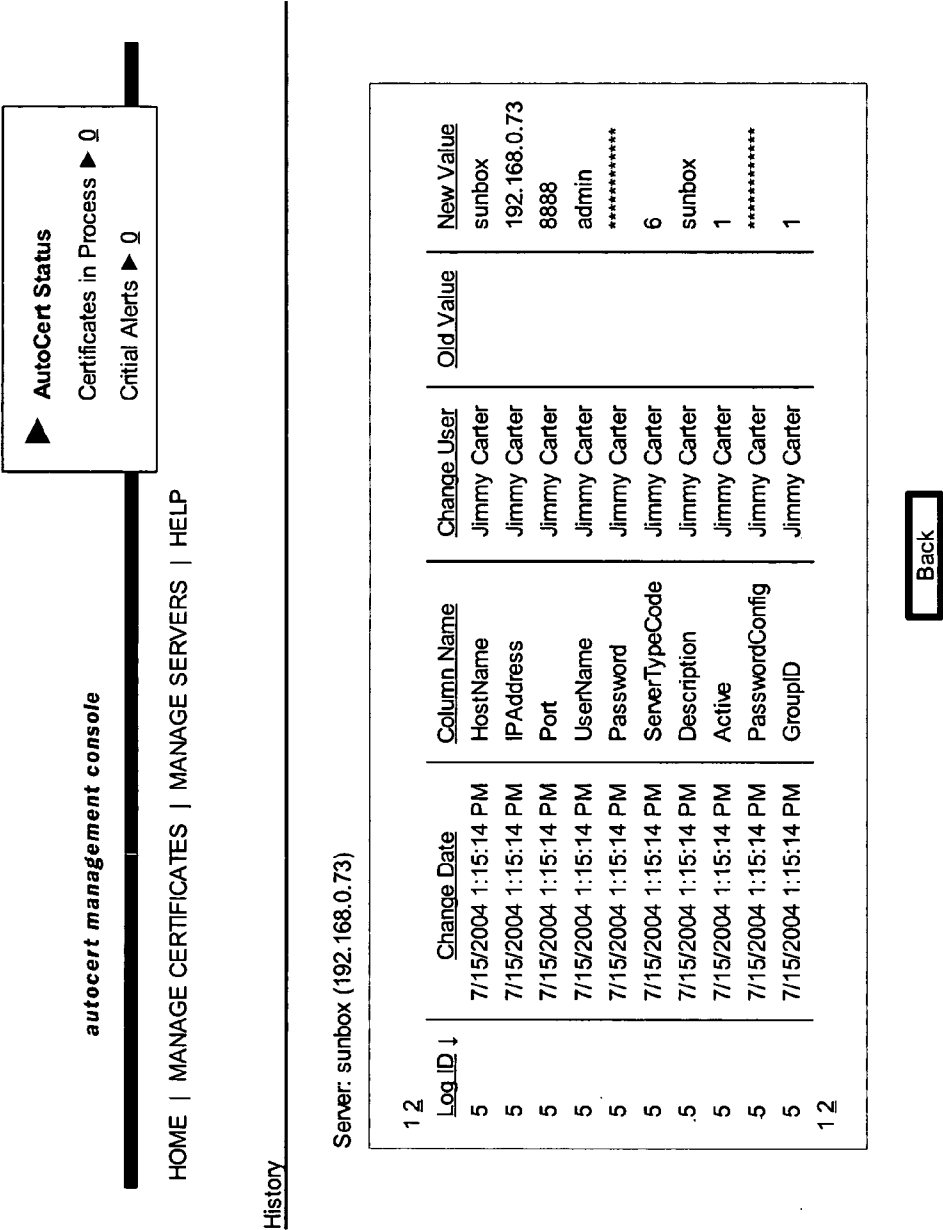 autocert management console
▶ AutoCert Status
Certificates in Process ▶ 0
Critial Alerts ▶ 0
HOME | MANAGE CERTIFICATES | MANAGE SERVERS | HELP
History
Server: sunbox (192.168.0.73)
1 2
Log ID ↓ Change Date Column Name Change User Old Value New Value
5 7/15/2004 1:15:14 PM HostName Jimmy Carter sunbox
5 7/15/2004 1:15:14 PM IPAddress Jimmy Carter 192.168.0.73
5 7/15/2004 1:15:14 PM Port Jimmy Carter 8888
5 7/15/2004 1:15:14 PM UserName Jimmy Carter admin
5 7/15/2004 1:15:14 PM Password Jimmy Carter ************
5 7/15/2004 1:15:14 PM ServerTypeCode Jimmy Carter 6
5 7/15/2004 1:15:14 PM Description Jimmy Carter sunbox
5 7/15/2004 1:15:14 PM Active Jimmy Carter 1
5 7/15/2004 1:15:14 PM PasswordConfig Jimmy Carter ************
5 7/15/2004 1:15:14 PM GroupID Jimmy Carter 1
1 2
Back